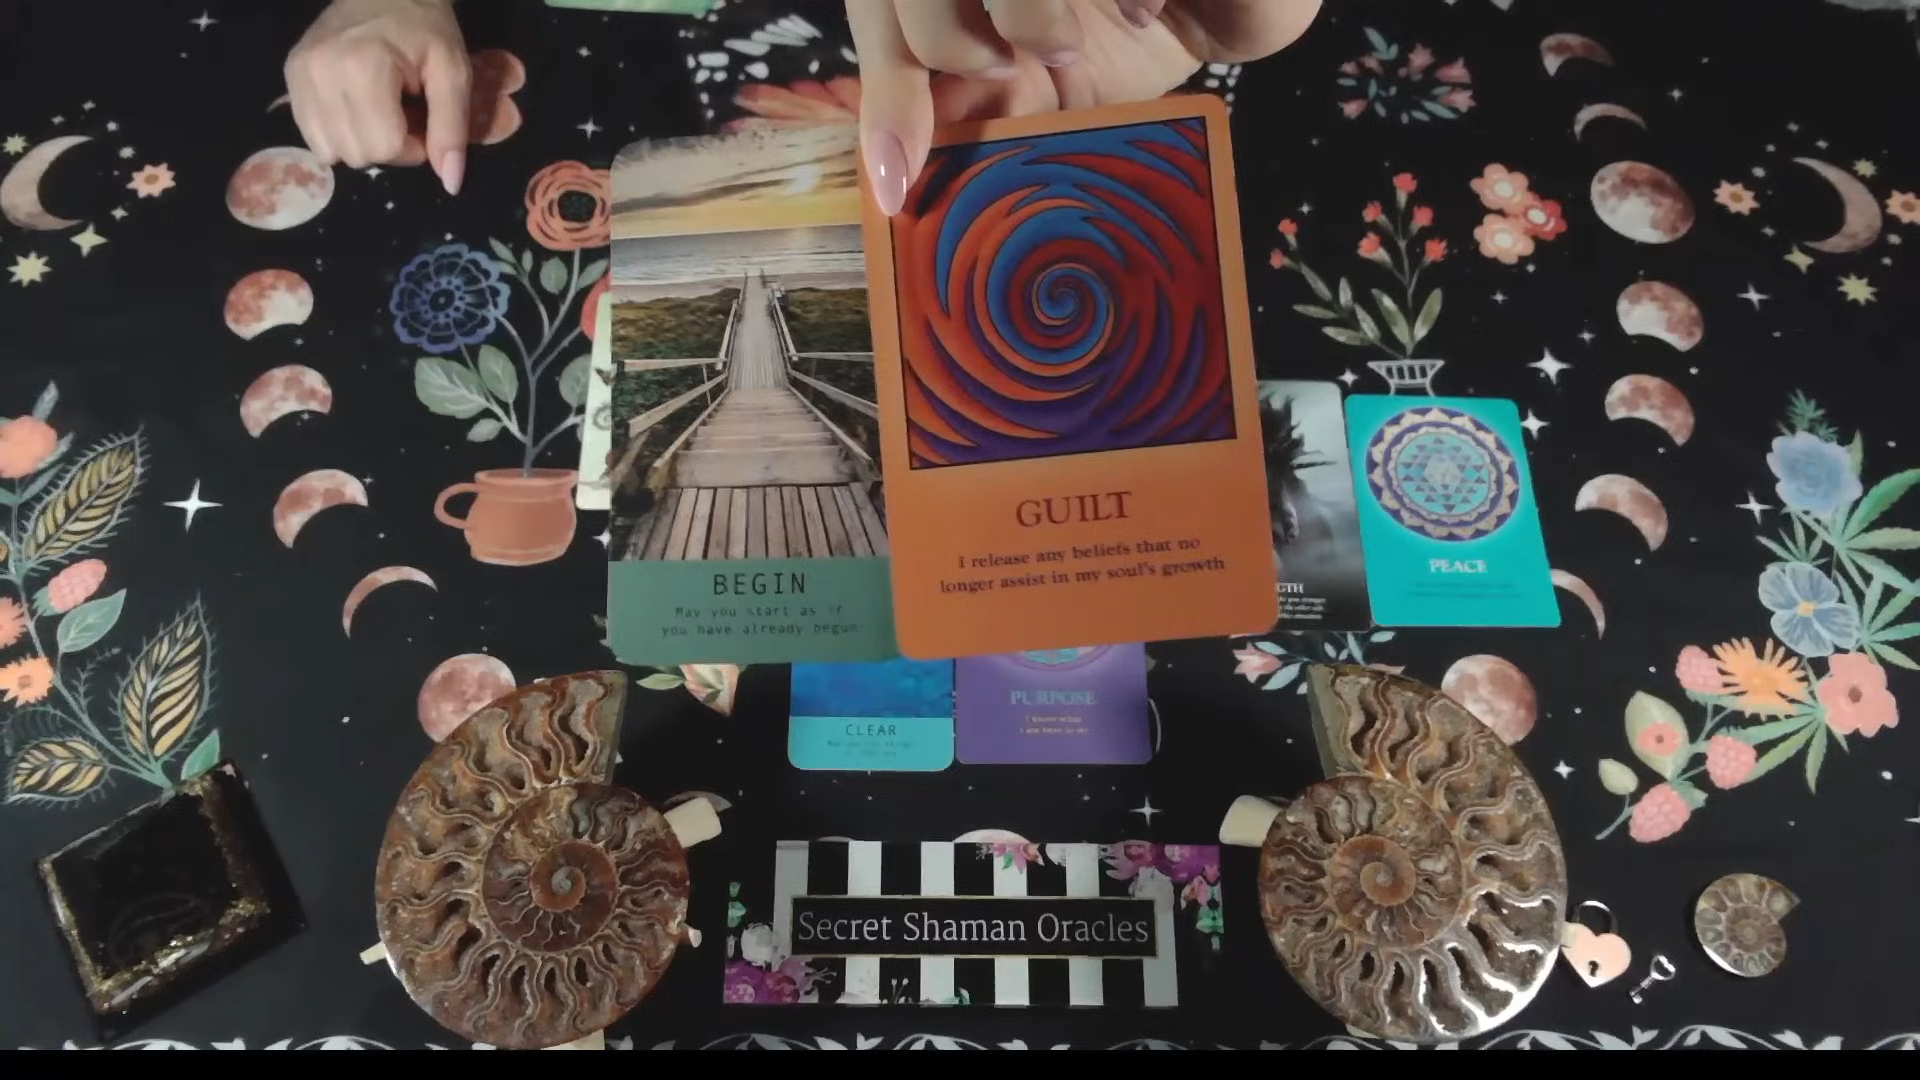 BEGIN
May you start as if
you have already begun
GUILT
I release any beliefs that no
longer assist in my soul's growth
GTH
PEACE
CLEAR
PURPOSE
Secret Shaman Oracles